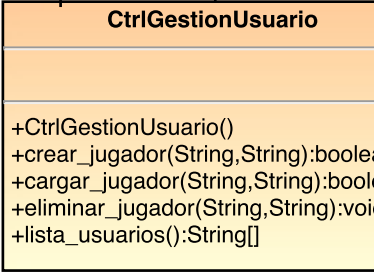 CtrlGestionUsuario
+CtrlGestionUsuario()
+crear_jugador(String,String):boolea
+cargar_jugador(String,String):boole
+eliminar_jugador(String,String):voi
+lista_usuarios():String[]